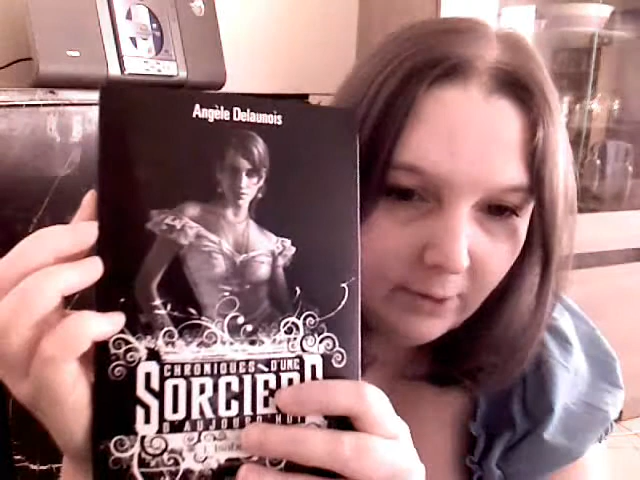 Angèle Delaunois
CHRONIQUES D'UNE
SORCIÈRE
D'AUJOURD'HUI